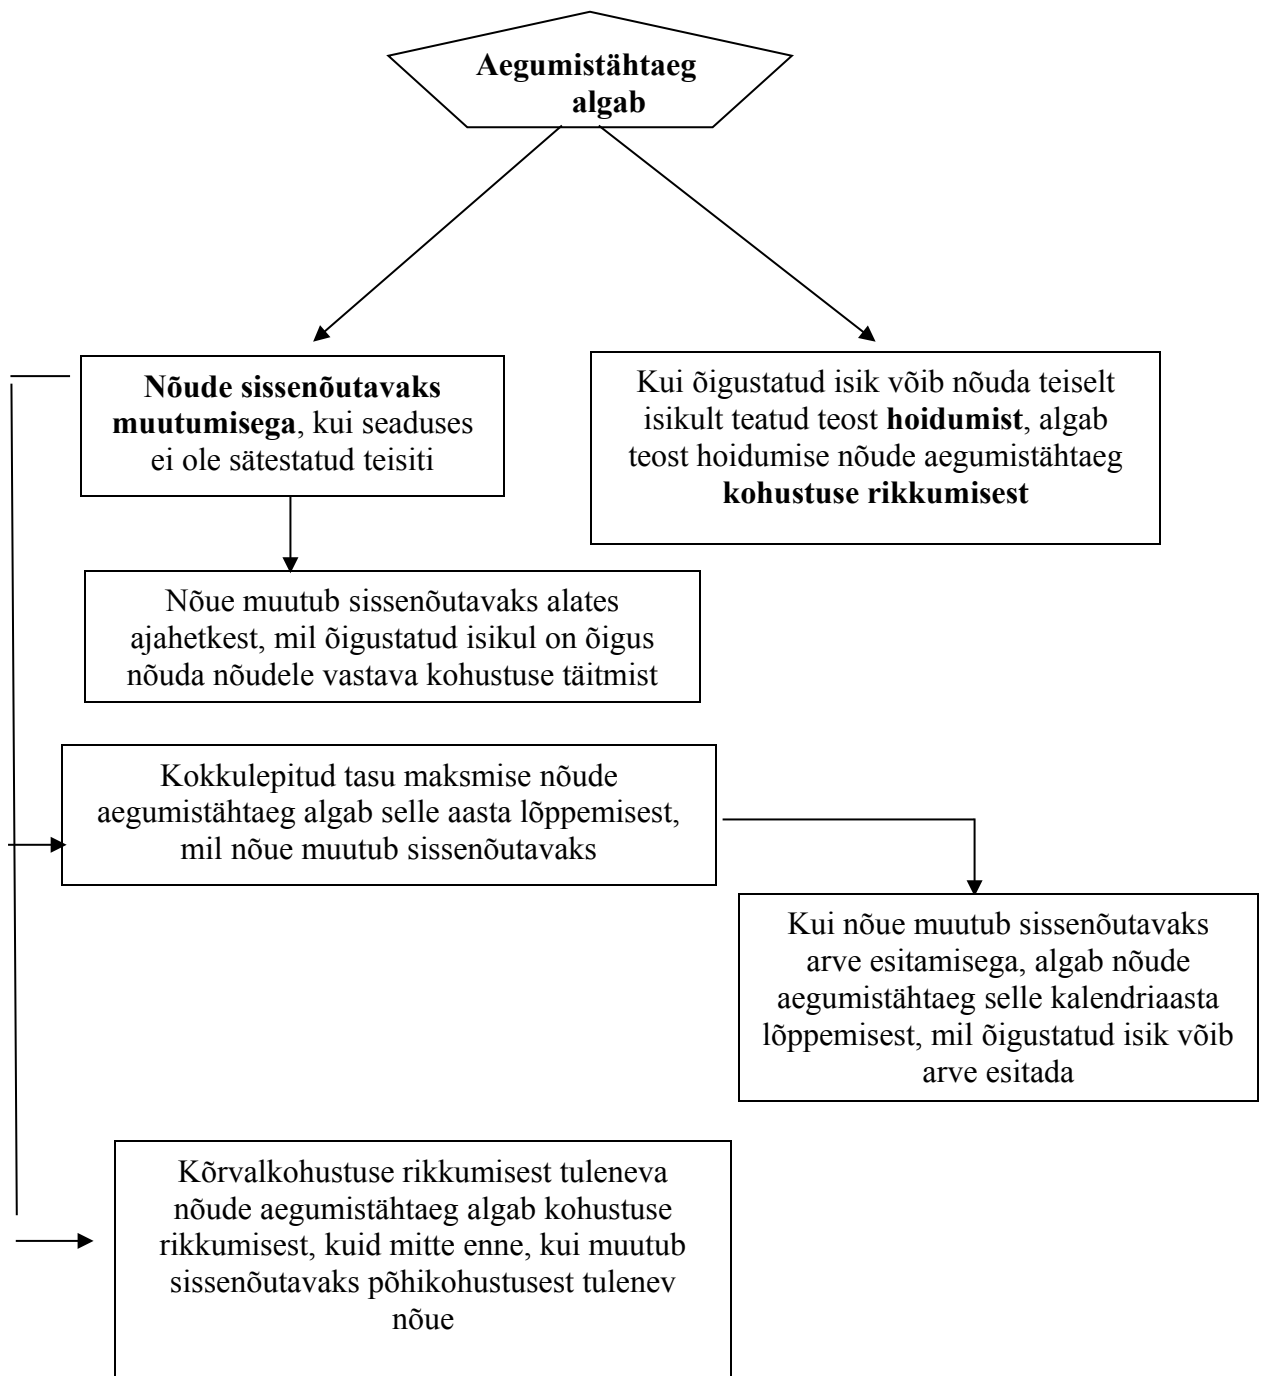 Aegumistähtaeg
algab
Nõude sissenõutavaks
muutumisega, kui seaduses
ei ole sätestatud teisiti
Kui õigustatud isik võib nõuda teiselt
isikult teatud teost hoidumist, algab
teost hoidumise nõude aegumistähtaeg
kohustuse rikkumisest
Nõue muutub sissenõutavaks alates
ajahetkest, mil õigustatud isikul on õigus
nõuda nõudele vastava kohustuse täitmist
Kokkulepitud tasu maksmise nõude
aegumistähtaeg algab selle aasta lõppemisest,
mil nõue muutub sissenõutavaks
Kui nõue muutub sissenõutavaks
arve esitamisega, algab nõude
aegumistähtaeg selle kalendriaasta
lõppemisest, mil õigustatud isik võib
arve esitada
Kõrvalkohustuse rikkumisest tuleneva
nõude aegumistähtaeg algab kohustuse
rikkumisest, kuid mitte enne, kui muutub
sissenõutavaks põhikohustusest tulenev
nõue